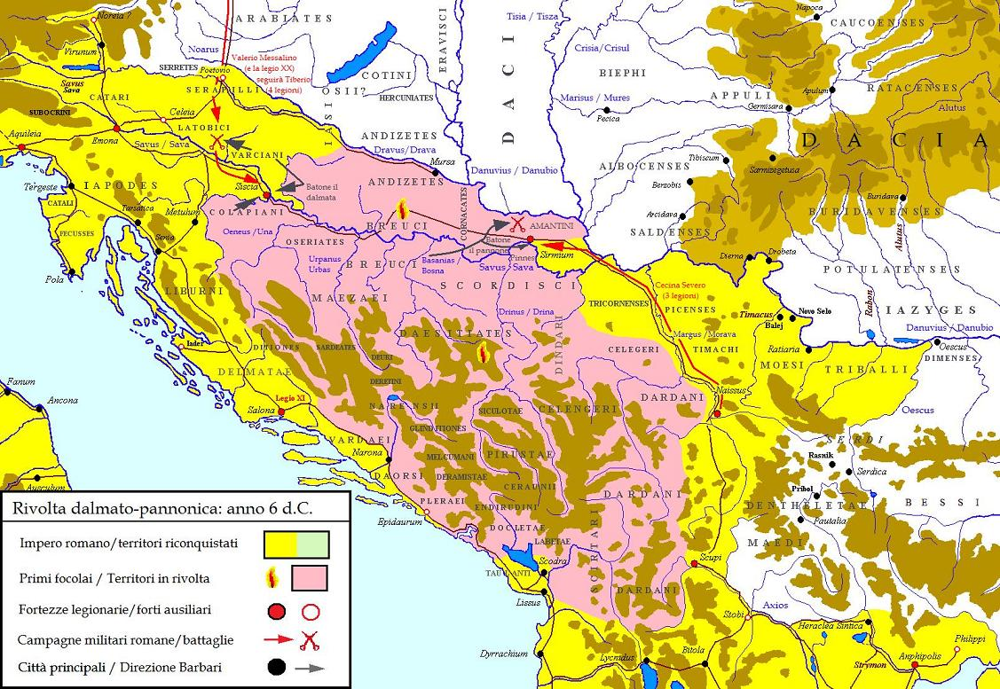 Noreia ?
ARABIATES
ERAVISCI
Tisia / Tisza
Napoca
CAUCOENSES
Virunum
Noarus
Valerio Messalino
(e la legio XX)
seguirà Tiberio
(4 legioni)
Crisia/Crisul
SERRETES
Poetovio
COTINI
BIEPHI
Savus
Sava
SERAPILLI
OSII?
HERCUNIATES
Marisus / Mures
APPULI
Apulum
RATACENSES
CATARI
Celeia
Pecica
Germisara
Alutus
SUBOCRINI
LATOBICI
IASII
ANDIZETES
DACI
DACIA
Aquileia
Emona
Savus / Sava
VARCIANI
Dravus/Drava
Mursa
Danuvius / Danubio
ALBOCENSES
Tibiscum
Sarmizegetusa
Tergeste
IAPODES
Siscia
Batone il
dalmata
ANDIZETES
CORNACATES
Berzobis
Buridava
CATALI
Tarsatica
Metulum
COLAPIANI
BREUCI
AMANTINI
Arcidava
BURIDAVENSES
FECUSSES
Senia
Oeneus /Una
OSERIATES
Batone
il pannone
Pinnes
Sirmium
SALDENSES
Alutus
Pola
Urpanus
Urbas
BREUCI
Basanias /
Bosna
Savus / Sava
Dierna
Drobeta
POTULATENSES
LIBURNI
MAEZAEI
SCORDISCI
Cecina Severo
(3 legioni)
TRICORNENSES
PICENSES
Timacus
Balej
Novo Selo
Rabon
IAZYGES
Drinus / Drina
DAESITIATES
DINDARI
Margus /Morava
Danuvius / Danubio
Iader
DITIONES
SARDEATES
DEURI
CELEGERI
TIMACHI
Ratiaria
Oescus
DIMENSES
DELMATAE
DERETINI
MOESI
TRIBALLI
Fanum
Ancona
Legio XI
Salona
NARENSII
SICULOTAE
CELENGERI
DARDANI
Naissus
Oescus
GLINDITIONES
VARDAEI
Narona
MELCUMANI
PIRUSTAE
SERDI
Rasnik
Serdica
Ausculum
DAORSI
DERAMISTAE
CERAUNII
DARDANI
Pribol
DENTHELETAE
BESSI
PLERAEI
ENDIRUDINI
Pautalia
Epidaurum
DOCLETAE
LABETAE
SCIRTARI
MAEDI
TAULANTI
Scodra
Scupi
Lissus
DARDANI
Stobi
Axios
Heraclea Sintica
Philippi
Dyrrachium
Lycnidus
Bitola
Strymon
Anphipolis
Rivolta dalmato-pannonica: anno 6 d.C.
Impero romano/territori riconquistati
Primi focolai / Territori in rivolta
Fortezze legionarie/forti ausiliari
Campagne militari romane/battaglie
Città principali / Direzione Barbari